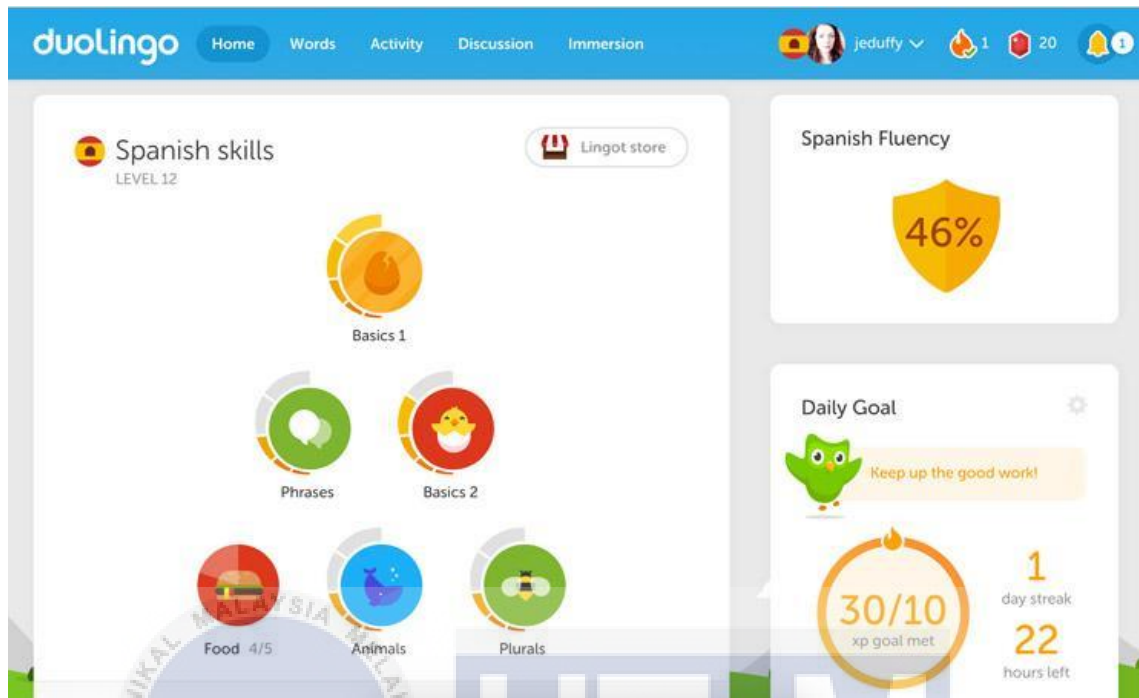 duolingo Home Words Activity Discussion Immersion jeduffy 1 20 1
Spanish skills
LEVEL 12
Lingot store
Basics 1
Phrases Basics 2
Food 4/5 Animals Plurals
Spanish Fluency
46%
Daily Goal
Keep up the good work!
30/10
xp goal met
1
day streak
22
hours left
MALAYSIA